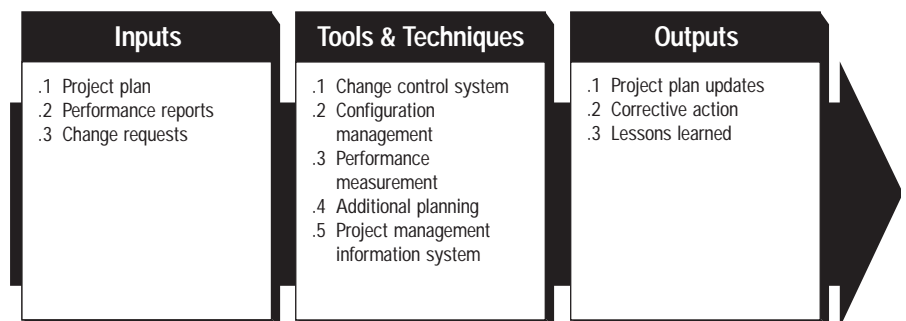 Inputs
.1 Project plan
.2 Performance reports
.3 Change requests
Tools & Techniques
.1 Change control system
.2 Configuration
management
.3 Performance
measurement
.4 Additional planning
.5 Project management
information system
Outputs
.1 Project plan updates
.2 Corrective action
.3 Lessons learned